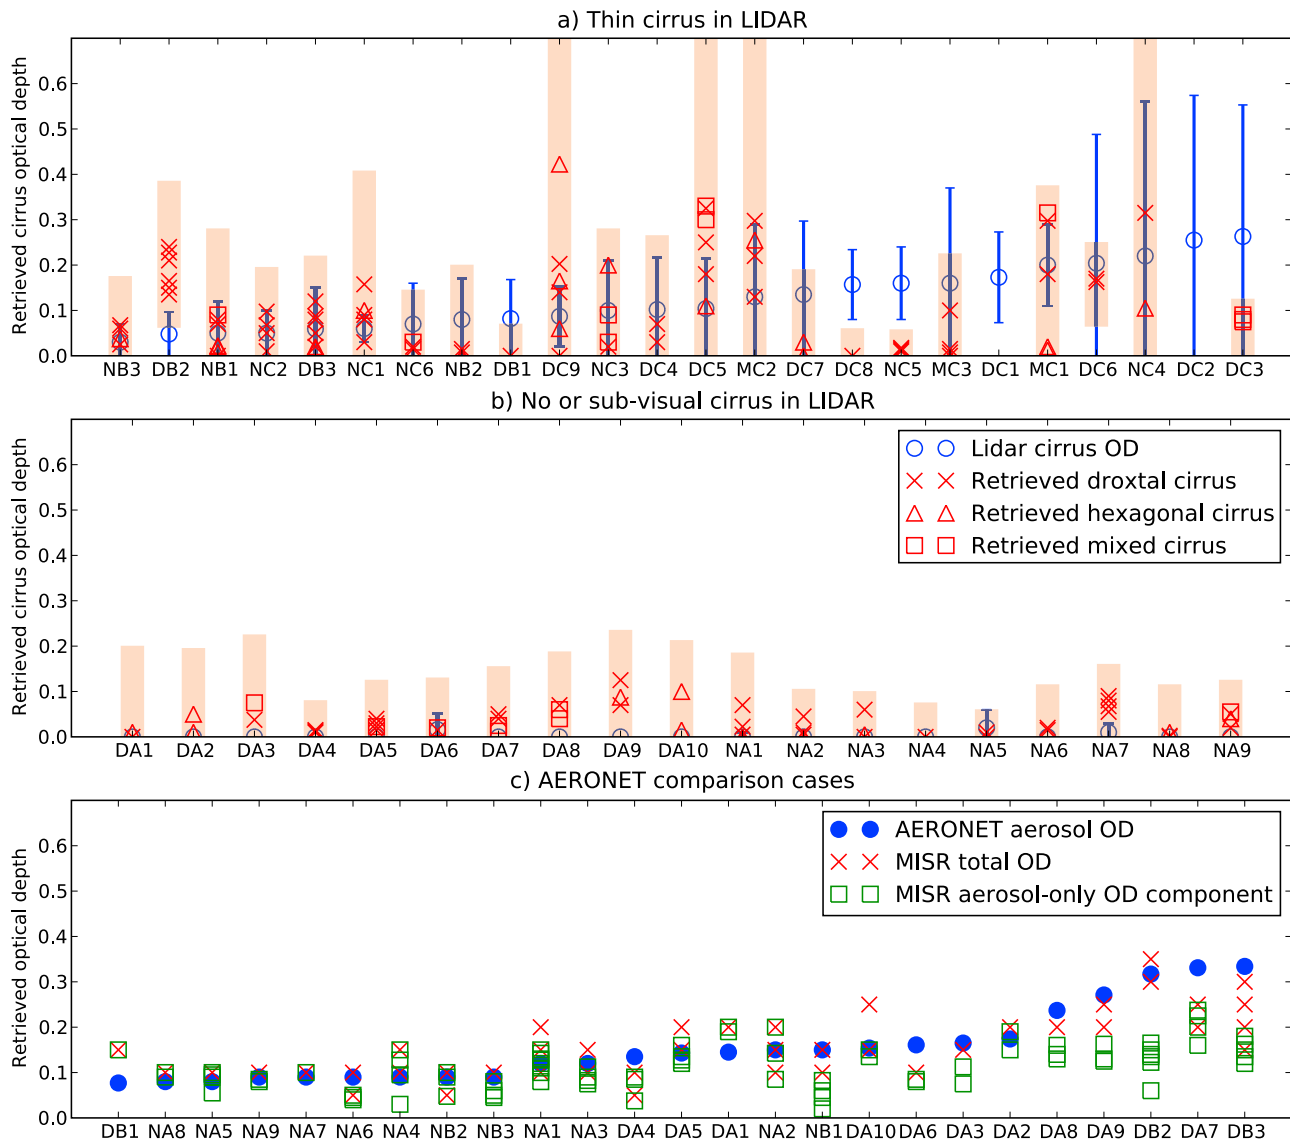 a) Thin cirrus in LIDAR
Retrieved cirrus optical depth
0.6
0.5
0.4
0.3
0.2
0.1
0.0
NB3 DB2 NB1 NC2 DB3 NC1 NC6 NB2 DB1 DC9 NC3 DC4 DC5 MC2 DC7 DC8 NC5 MC3 DC1 MC1 DC6 NC4 DC2 DC3
b) No or sub-visual cirrus in LIDAR
Retrieved cirrus optical depth
0.6
0.5
0.4
0.3
0.2
0.1
0.0
Lidar cirrus OD
Retrieved droxtal cirrus
Retrieved hexagonal cirrus
Retrieved mixed cirrus
DA1 DA2 DA3 DA4 DA5 DA6 DA7 DA8 DA9 DA10 NA1 NA2 NA3 NA4 NA5 NA6 NA7 NA8 NA9
c) AERONET comparison cases
Retrieved optical depth
0.6
0.5
0.4
0.3
0.2
0.1
0.0
AERONET aerosol OD
MISR total OD
MISR aerosol-only OD component
DB1 NA8 NA5 NA9 NA7 NA6 NA4 NB2 NB3 NA1 NA3 DA4 DA5 DA1 NA2 NB1 DA10 DA6 DA3 DA2 DA8 DA9 DB2 DA7 DB3